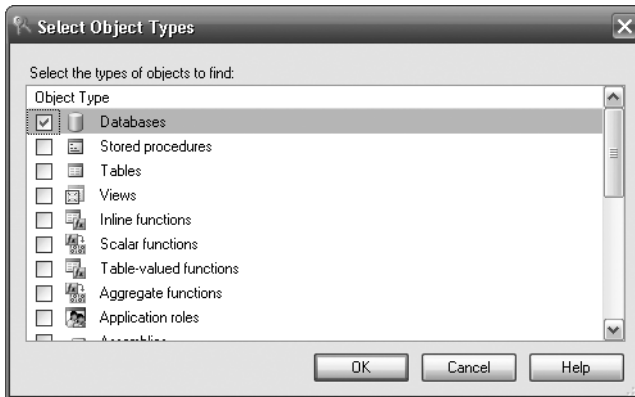 Select Object Types
Select the types of objects to find:
Object Type
Databases
Stored procedures
Tables
Views
Inline functions
Scalar functions
Table-valued functions
Aggregate functions
Application roles
OK Cancel Help